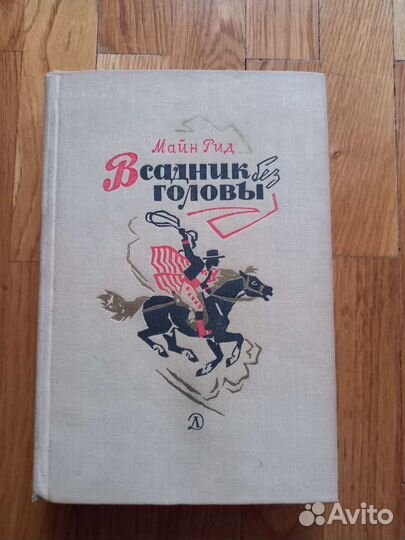 Майн Рид
Всадник без
головы
Д
Avito